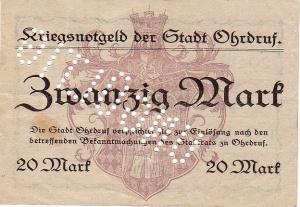 Kriegsnotgeld der Stadt Ohrdruf.
Zwanzig Mark
Die Stadt Ohrdruf verpflichtet sich zur Einlösung nach den
betreffenden Bekanntmachungen des Stadtrats zu Ohrdruf.
20 Mark 20 Mark